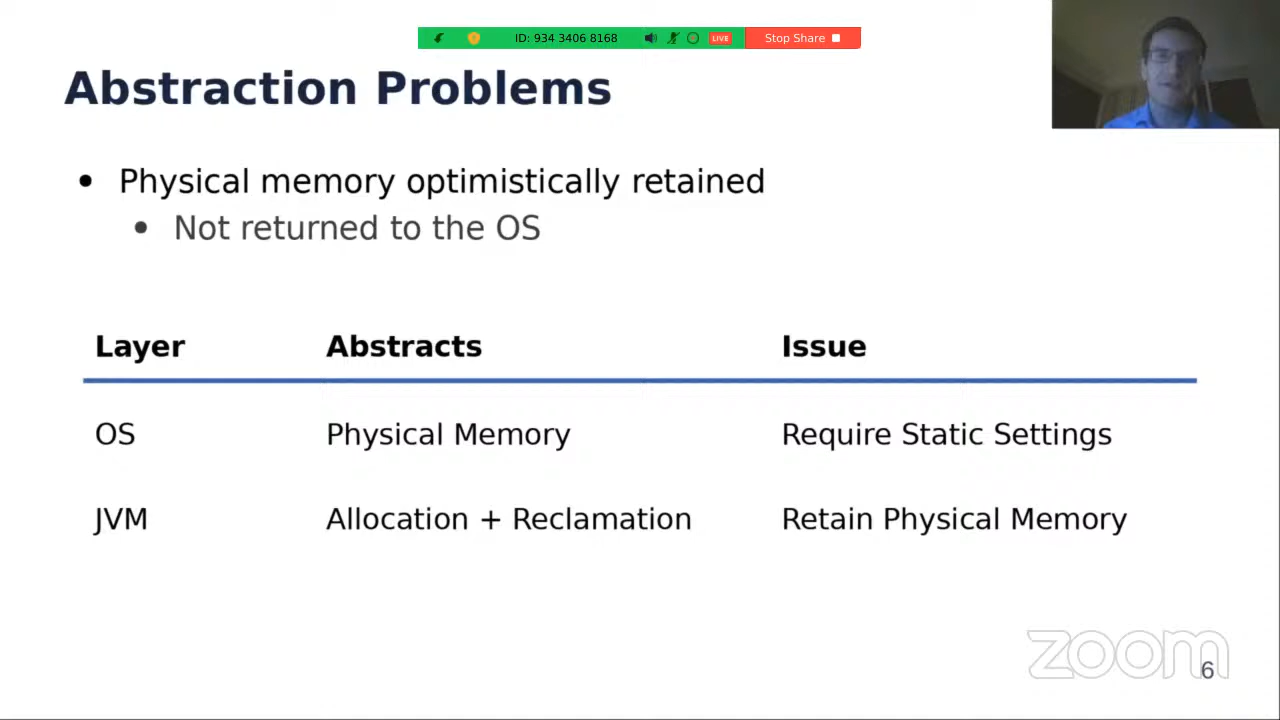 ID: 934 3406 8168 LIVE Stop Share
Abstraction Problems
• Physical memory optimistically retained
• Not returned to the OS
Layer Abstracts Issue
OS Physical Memory Require Static Settings
JVM Allocation + Reclamation Retain Physical Memory
zoom
6